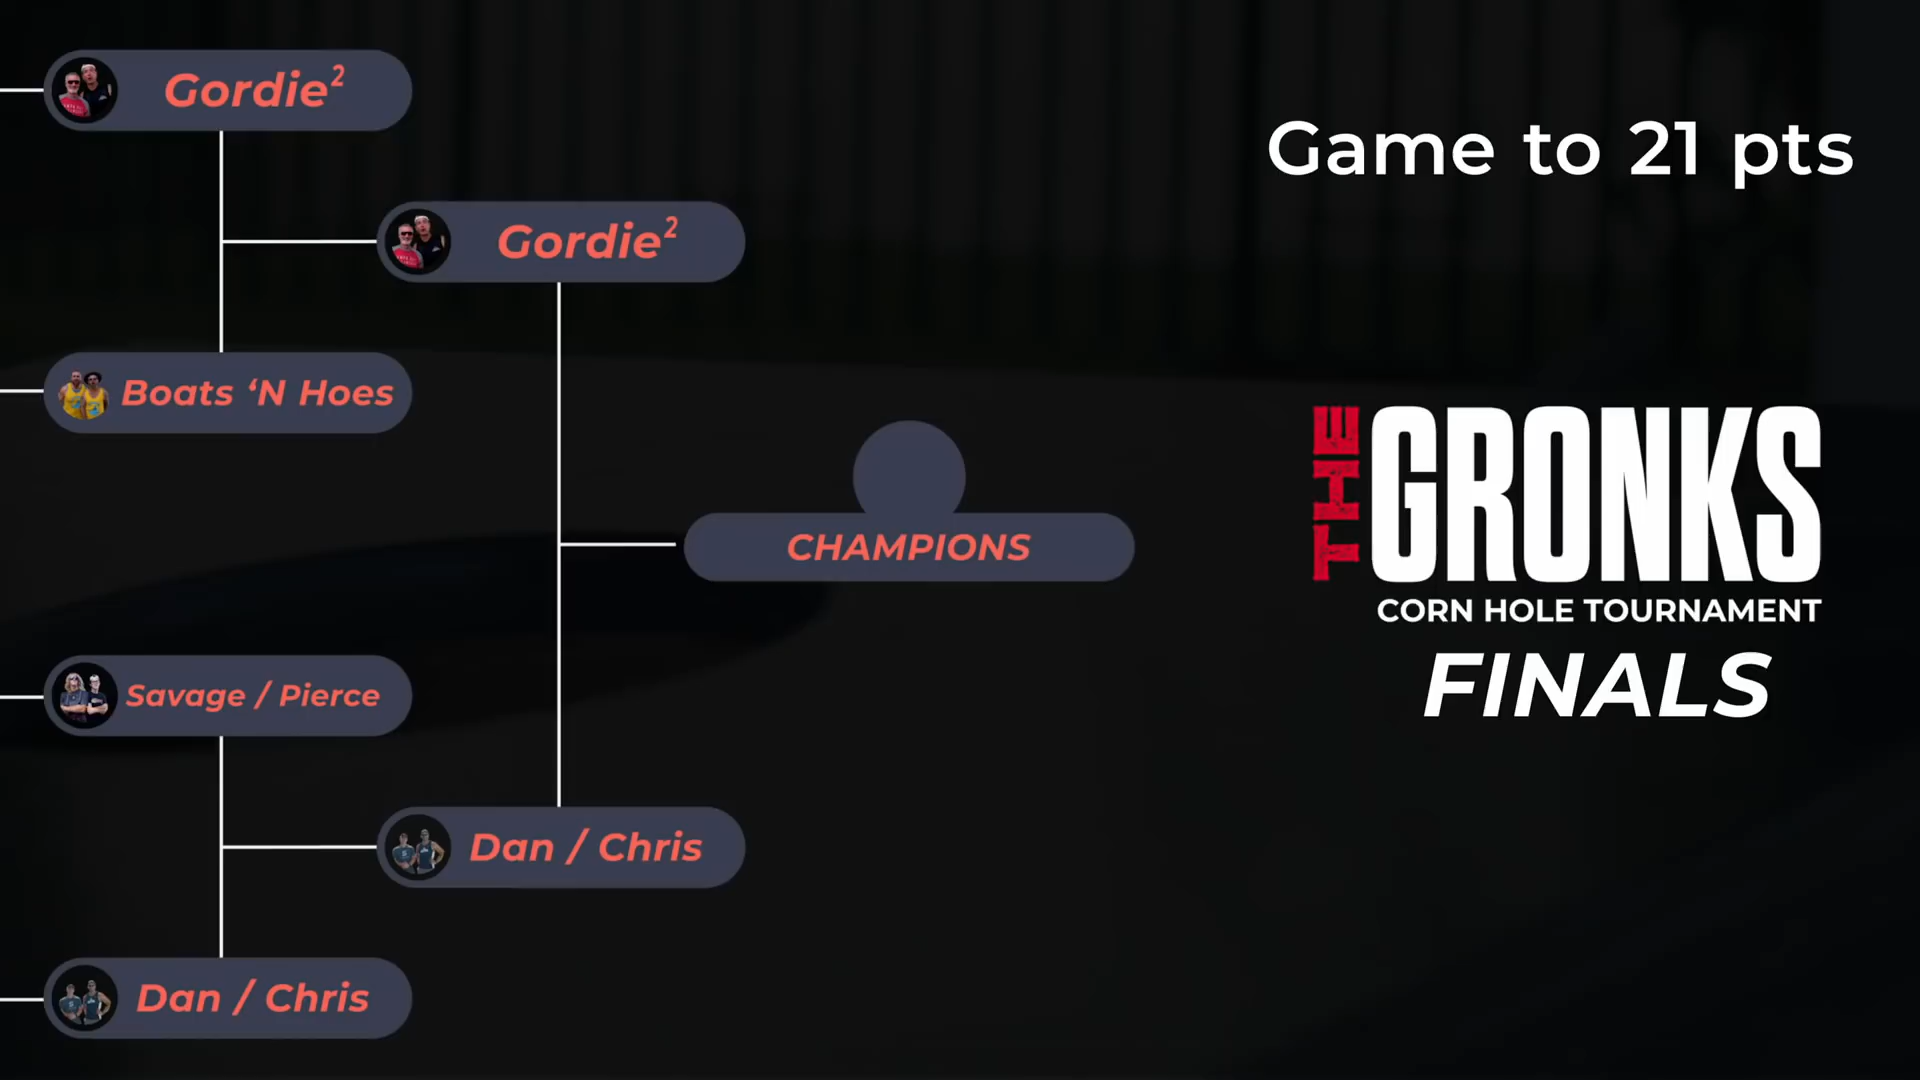 Gordie²
Game to 21 pts
Gordie²
Boats ‘N Hoes
CHAMPIONS
THE GRONKS
CORN HOLE TOURNAMENT
FINALS
Savage / Pierce
Dan / Chris
Dan / Chris